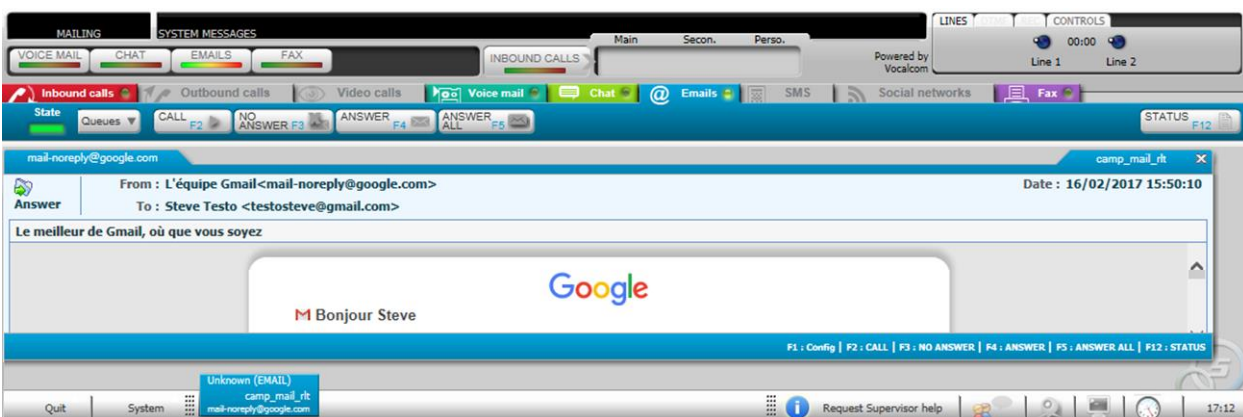 LINES DTMF REC CONTROLS
MAILING SYSTEM MESSAGES
Main Secon. Perso.
VOICE MAIL CHAT EMAILS FAX INBOUND CALLS
Powered by
Vocalcom
00:00
Line 1 Line 2
Inbound calls Outbound calls Video calls Voice mail Chat Emails SMS Social networks Fax
State Queues CALL F2 NO ANSWER F3 ANSWER F4 ANSWER ALL F5 STATUS F12
mail-noreply@google.com camp_mail_rlt X
From : L'équipe Gmail<mail-noreply@google.com> Date : 16/02/2017 15:50:10
Answer To : Steve Testo <testosteve@gmail.com>
Le meilleur de Gmail, où que vous soyez
Google
M Bonjour Steve
F1 : Config | F2 : CALL | F3 : NO ANSWER | F4 : ANSWER | F5 : ANSWER ALL | F12 : STATUS
Unknown (EMAIL)
camp_mail_rlt
mail-noreply@google.com
Quit System Request Supervisor help 17:12